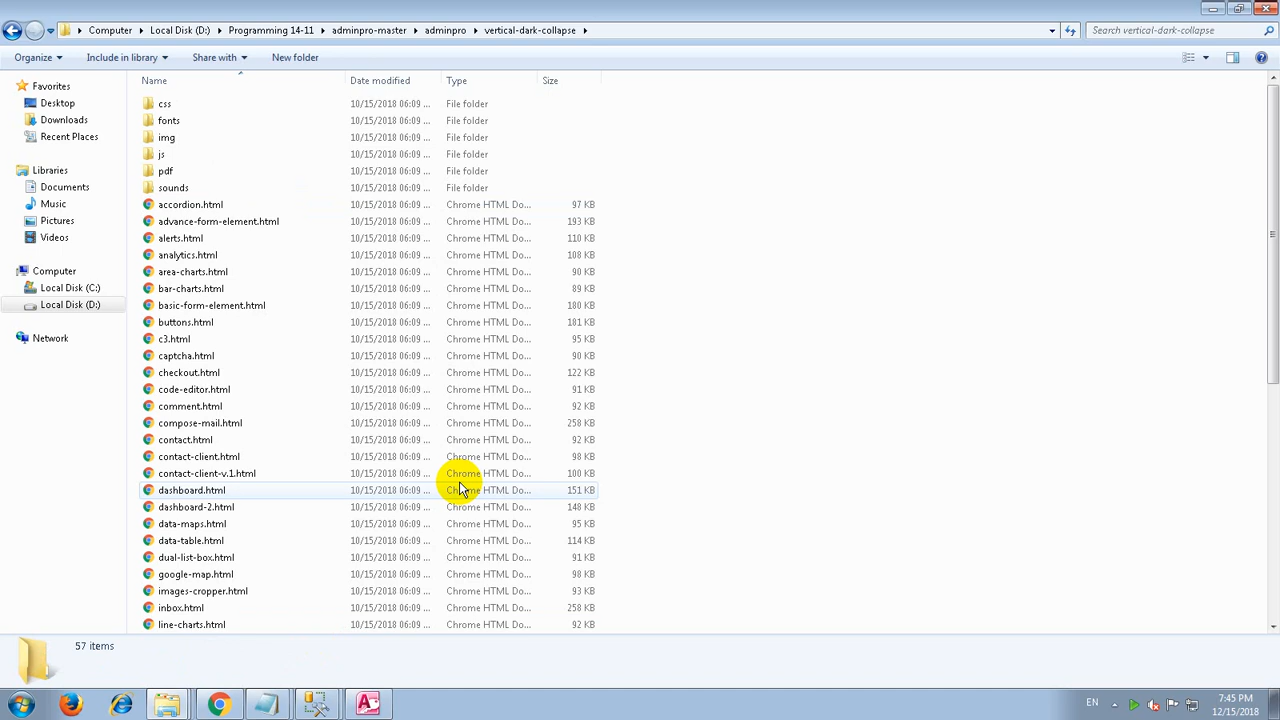 Computer Local Disk (D:) Programming 14-11 adminpro-master adminpro vertical-dark-collapse Search vertical-dark-collapse
Organize Include in library Share with New folder
Favorites
Desktop
Downloads
Recent Places
Libraries
Documents
Music
Pictures
Videos
Computer
Local Disk (C:)
Local Disk (D:)
Network
Name Date modified Type Size
css 10/15/2018 06:09 ... File folder
fonts 10/15/2018 06:09 ... File folder
img 10/15/2018 06:09 ... File folder
js 10/15/2018 06:09 ... File folder
pdf 10/15/2018 06:09 ... File folder
sounds 10/15/2018 06:09 ... File folder
accordion.html 10/15/2018 06:09 ... Chrome HTML Do... 97 KB
advance-form-element.html 10/15/2018 06:09 ... Chrome HTML Do... 193 KB
alerts.html 10/15/2018 06:09 ... Chrome HTML Do... 110 KB
analytics.html 10/15/2018 06:09 ... Chrome HTML Do... 108 KB
area-charts.html 10/15/2018 06:09 ... Chrome HTML Do... 90 KB
bar-charts.html 10/15/2018 06:09 ... Chrome HTML Do... 89 KB
basic-form-element.html 10/15/2018 06:09 ... Chrome HTML Do... 180 KB
buttons.html 10/15/2018 06:09 ... Chrome HTML Do... 181 KB
c3.html 10/15/2018 06:09 ... Chrome HTML Do... 95 KB
captcha.html 10/15/2018 06:09 ... Chrome HTML Do... 90 KB
checkout.html 10/15/2018 06:09 ... Chrome HTML Do... 122 KB
code-editor.html 10/15/2018 06:09 ... Chrome HTML Do... 91 KB
comment.html 10/15/2018 06:09 ... Chrome HTML Do... 92 KB
compose-mail.html 10/15/2018 06:09 ... Chrome HTML Do... 258 KB
contact.html 10/15/2018 06:09 ... Chrome HTML Do... 92 KB
contact-client.html 10/15/2018 06:09 ... Chrome HTML Do... 98 KB
contact-client-v.1.html 10/15/2018 06:09 ... Chrome HTML Do... 100 KB
dashboard.html 10/15/2018 06:09 ... Chrome HTML Do... 151 KB
dashboard-2.html 10/15/2018 06:09 ... Chrome HTML Do... 148 KB
data-maps.html 10/15/2018 06:09 ... Chrome HTML Do... 95 KB
data-table.html 10/15/2018 06:09 ... Chrome HTML Do... 114 KB
dual-list-box.html 10/15/2018 06:09 ... Chrome HTML Do... 91 KB
google-map.html 10/15/2018 06:09 ... Chrome HTML Do... 98 KB
images-cropper.html 10/15/2018 06:09 ... Chrome HTML Do... 93 KB
inbox.html 10/15/2018 06:09 ... Chrome HTML Do... 258 KB
line-charts.html 10/15/2018 06:09 ... Chrome HTML Do... 92 KB
57 items
EN
7:45 PM
12/15/2018